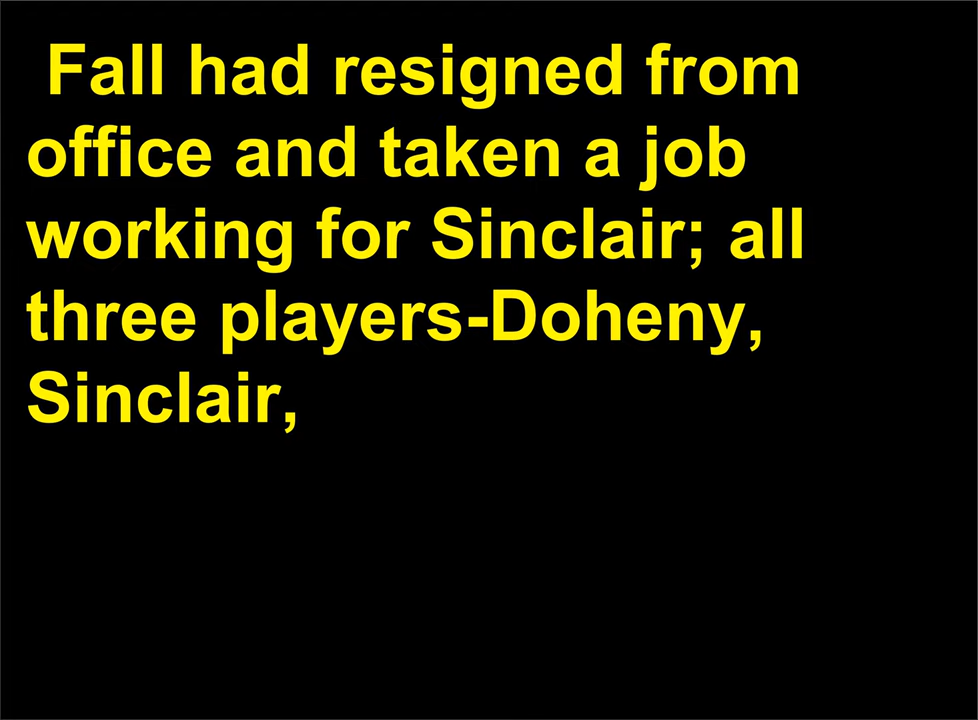 Fall had resigned from
office and taken a job
working for Sinclair; all
three players-Doheny,
Sinclair,